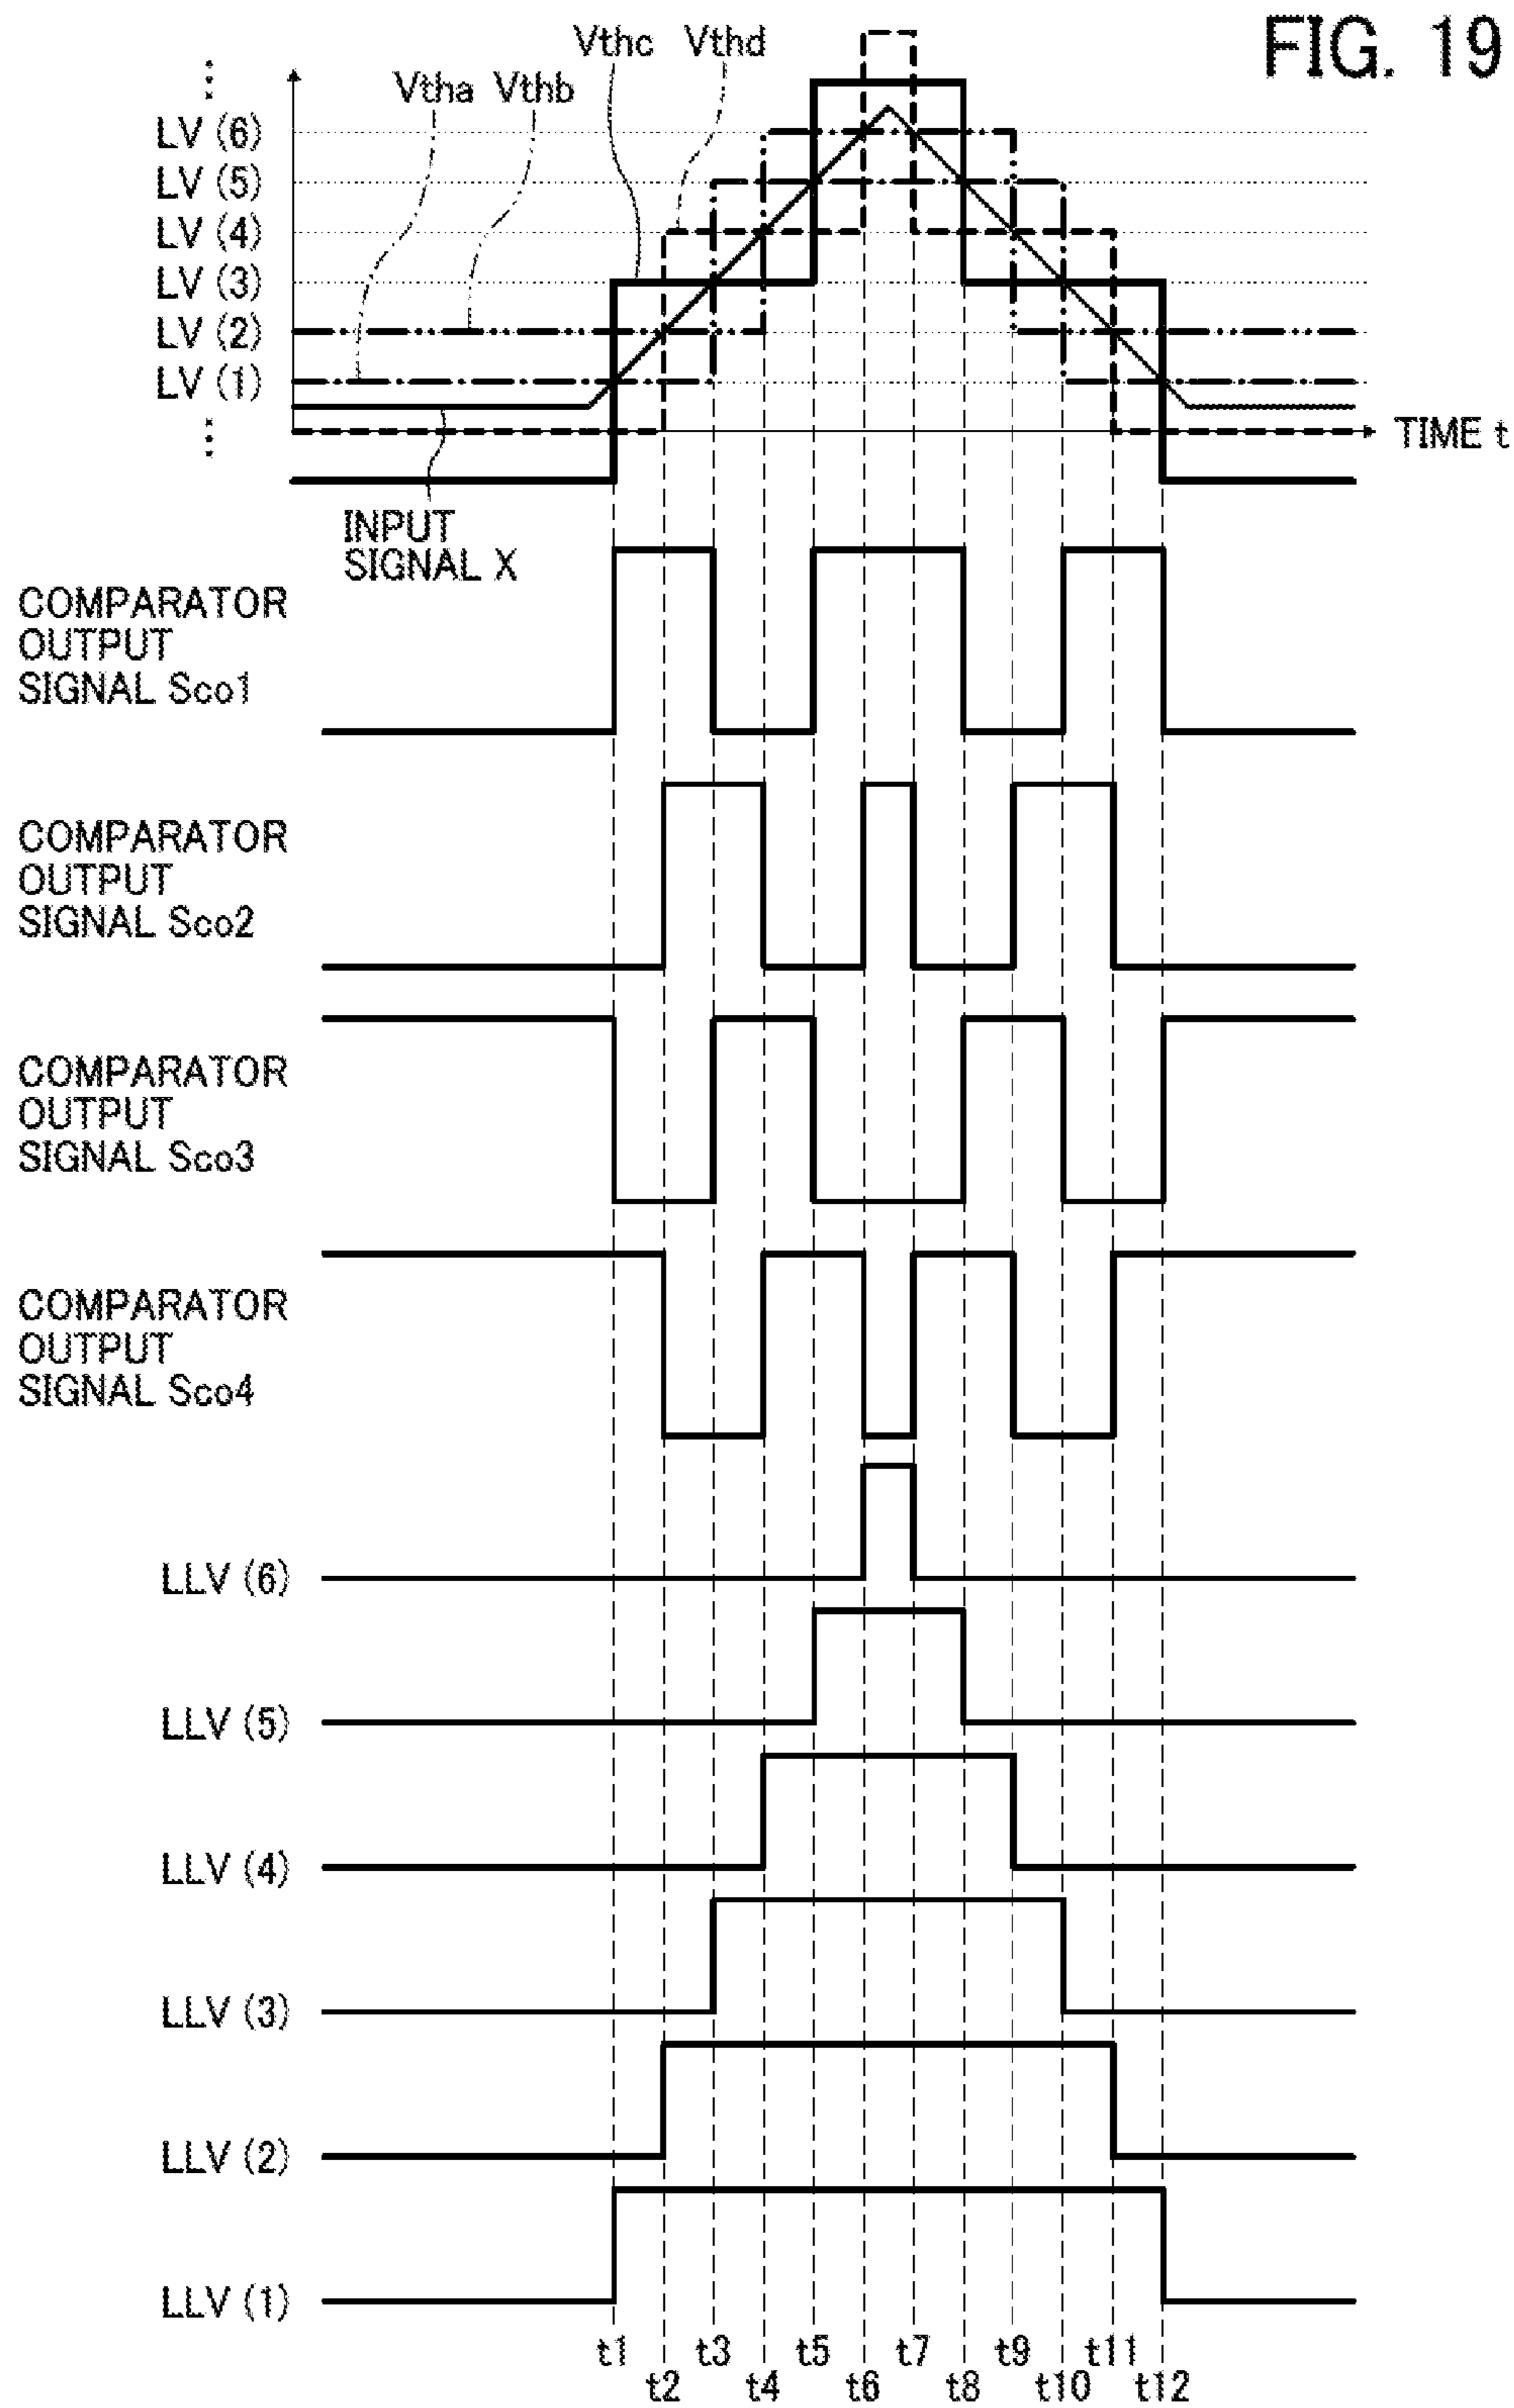 FIG. 19
Vthc Vthd
Vtha Vthb
⋮
LV (6)
LV (5)
LV (4)
LV (3)
LV (2)
LV (1)
⋮
TIME t
INPUT
SIGNAL X
COMPARATOR
OUTPUT
SIGNAL Sco1
COMPARATOR
OUTPUT
SIGNAL Sco2
COMPARATOR
OUTPUT
SIGNAL Sco3
COMPARATOR
OUTPUT
SIGNAL Sco4
LLV (6)
LLV (5)
LLV (4)
LLV (3)
LLV (2)
LLV (1)
t1 t3 t5 t7 t9 t11
t2 t4 t6 t8 t10 t12